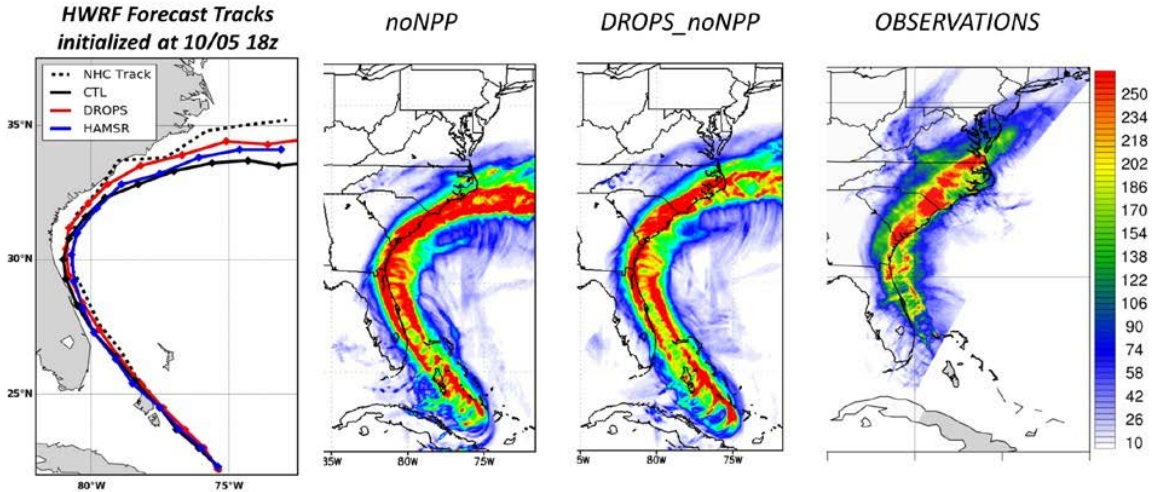 HWRF Forecast Tracks
initialized at 10/05 18z
noNPP
DROPS_noNPP
OBSERVATIONS
NHC Track
CTL
DROPS
HAMSR
35°N
30°N
25°N
80°W
75°W
35W
75W
5W
75W
250
234
218
202
186
170
154
138
122
106
90
74
58
42
26
10